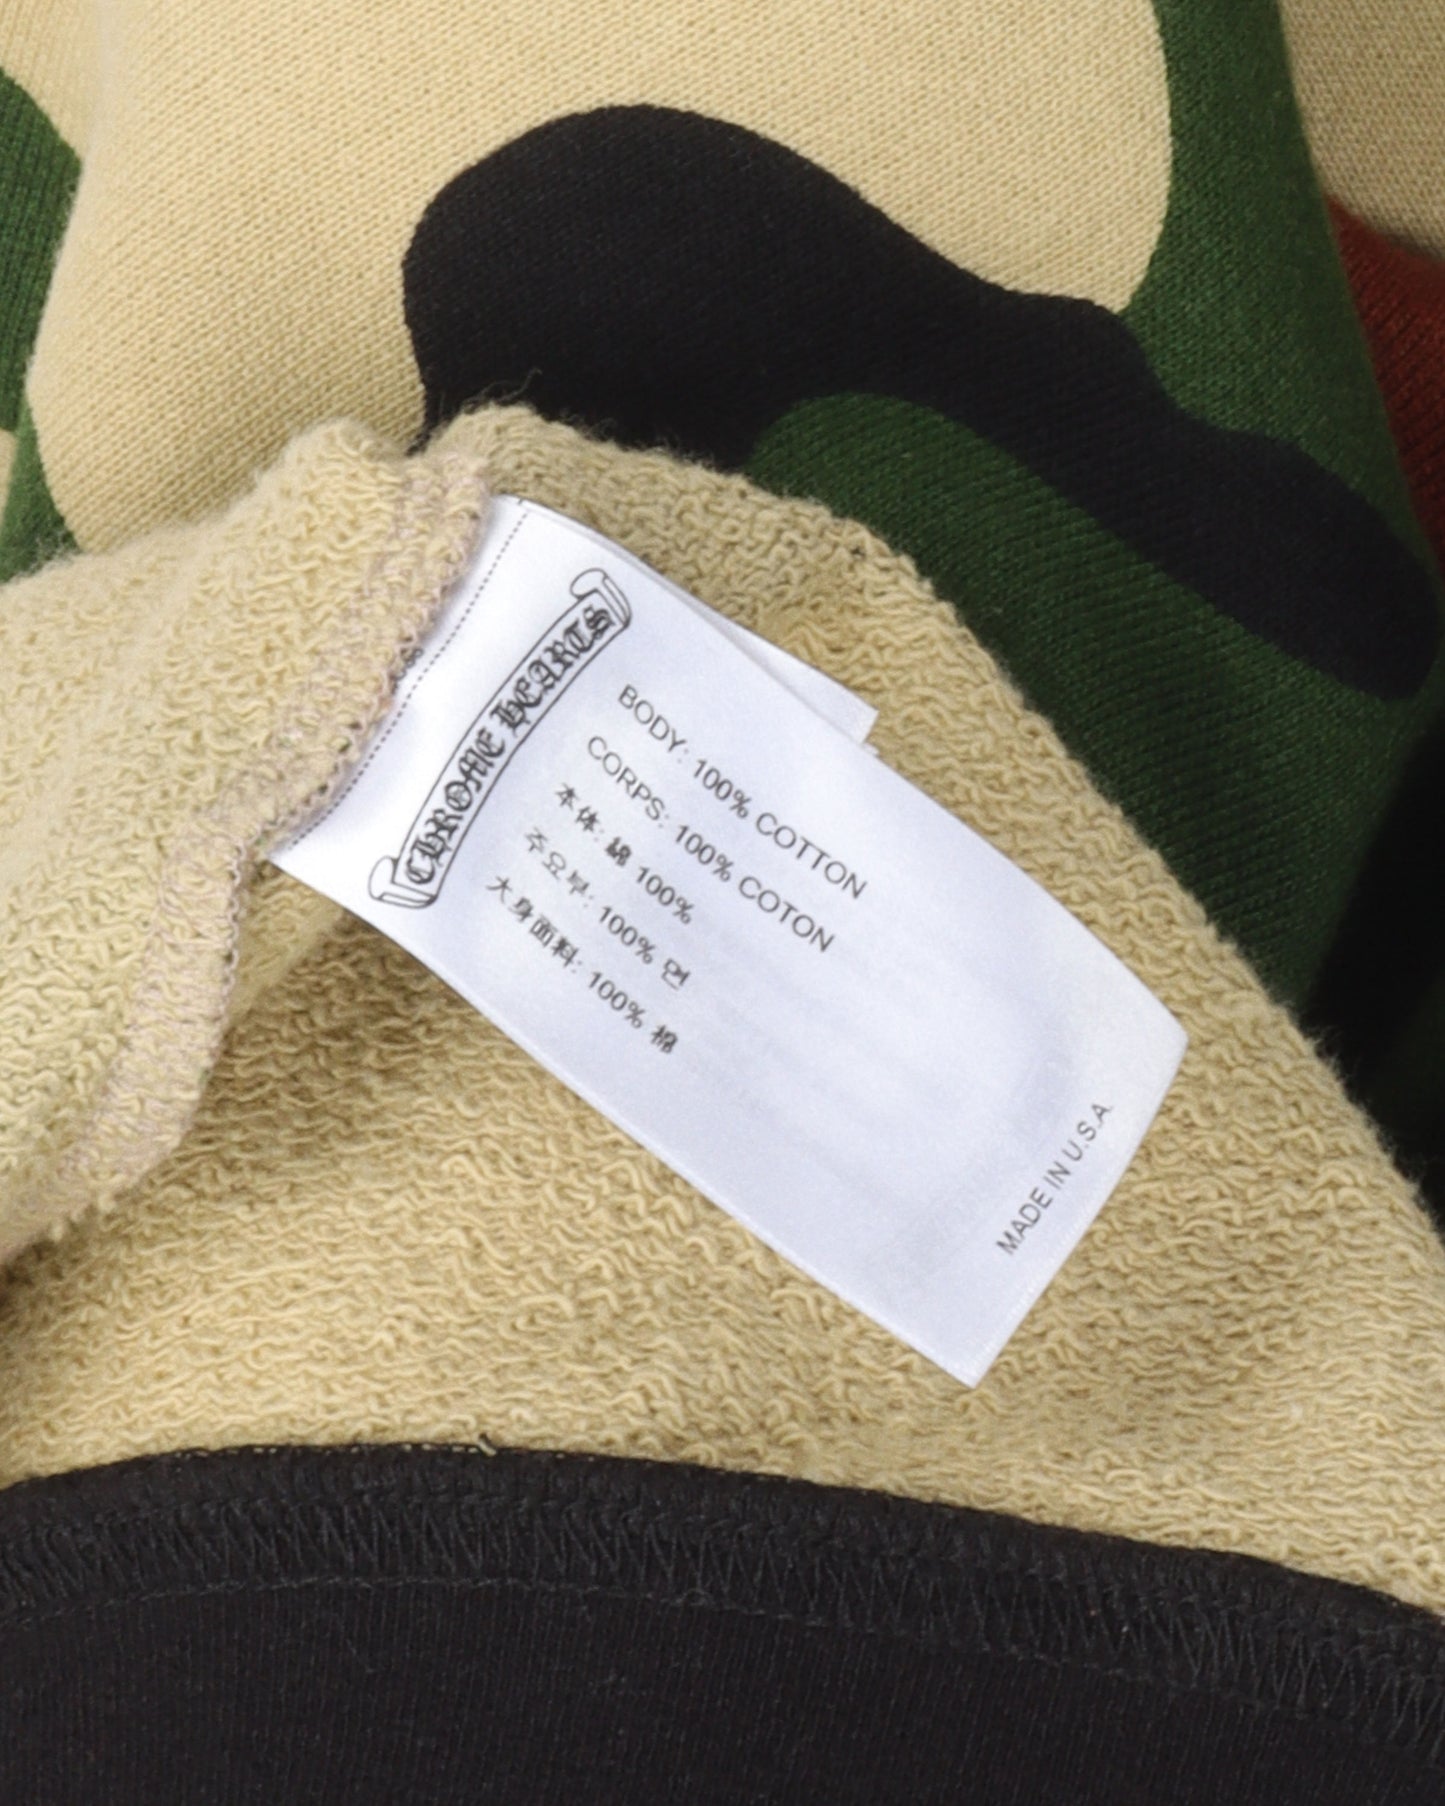 CHROME HEARTS
BODY: 100% COTTON
CORPS: 100% COTON
本体: 綿 100%
주요부: 100% 면
大身面料: 100% 棉
MADE IN U.S.A.